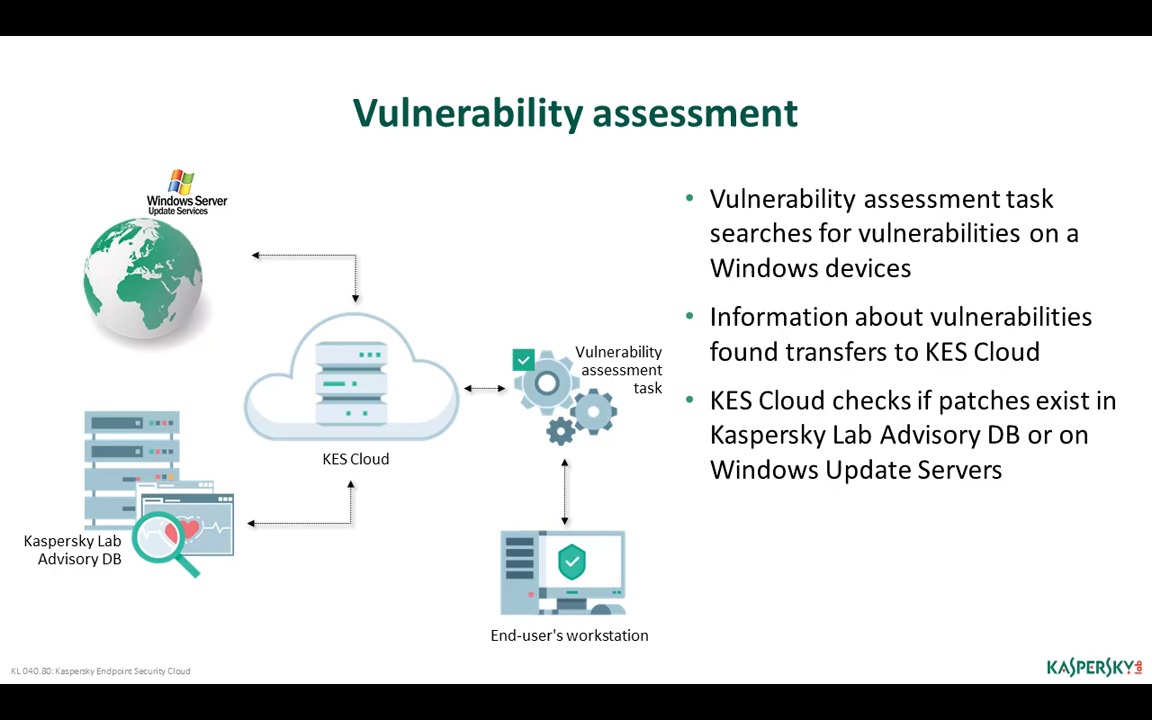 Vulnerability assessment
Windows Server
Update Services
Vulnerability
assessment
task
KES Cloud
Kaspersky Lab
Advisory DB
End-user's workstation
• Vulnerability assessment task
searches for vulnerabilities on a
Windows devices
• Information about vulnerabilities
found transfers to KES Cloud
• KES Cloud checks if patches exist in
Kaspersky Lab Advisory DB or on
Windows Update Servers
KL 040.80: Kaspersky Endpoint Security Cloud
KASPERSKY lab